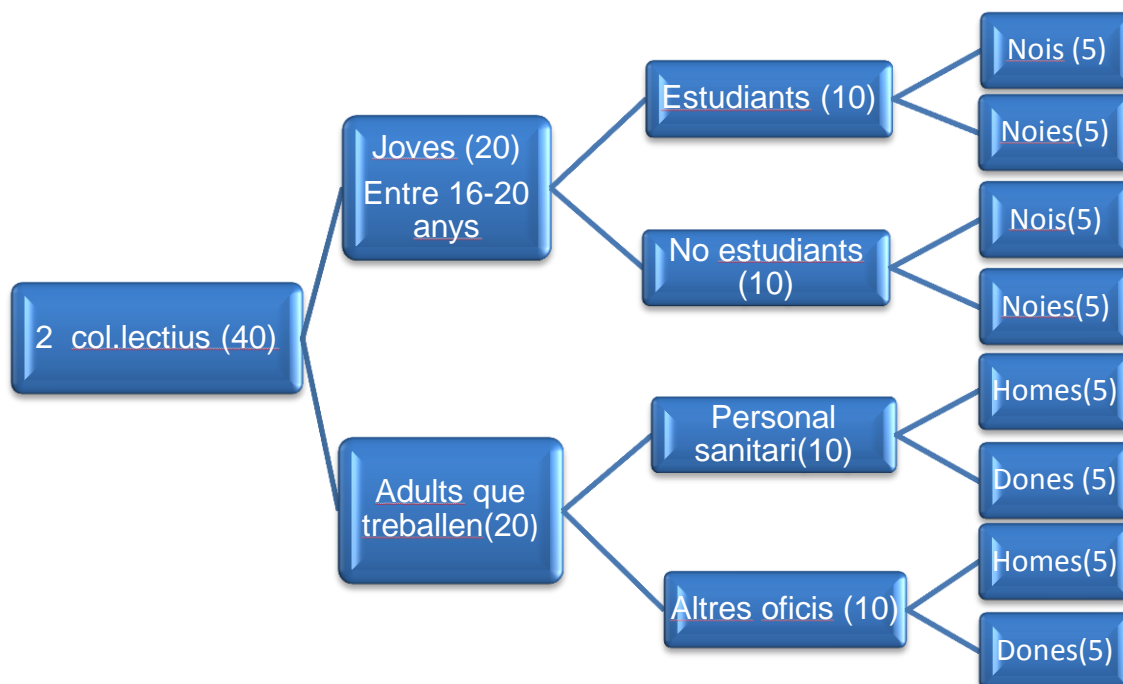 2 col.lectius (40)
Joves (20)
Entre 16-20
anys
Estudiants (10)
Nois (5)
Noies(5)
No estudiants
(10)
Nois(5)
Noies(5)
Adults que
treballen(20)
Personal
sanitari(10)
Homes(5)
Dones (5)
Altres oficis (10)
Homes(5)
Dones(5)